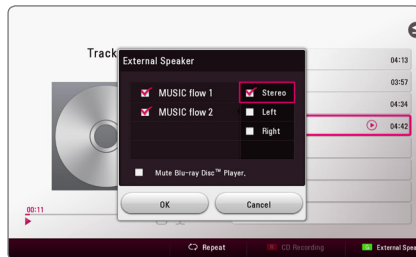 Track
External Speaker
MUSIC flow 1
Stereo
MUSIC flow 2
Left
Right
Mute Blu-ray Disc™ Player.
OK
Cancel
04:13
03:57
04:34
04:42
00:11
Repeat
CD Recording
External Spea